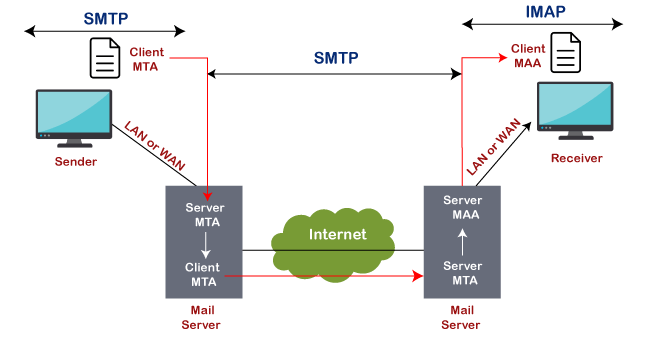 SMTP
IMAP
Client
MTA
SMTP
Client
MAA
Sender
LAN or WAN
LAN or WAN
Receiver
Server
MTA
Client
MTA
Internet
Server
MAA
Server
MTA
Mail
Server
Mail
Server